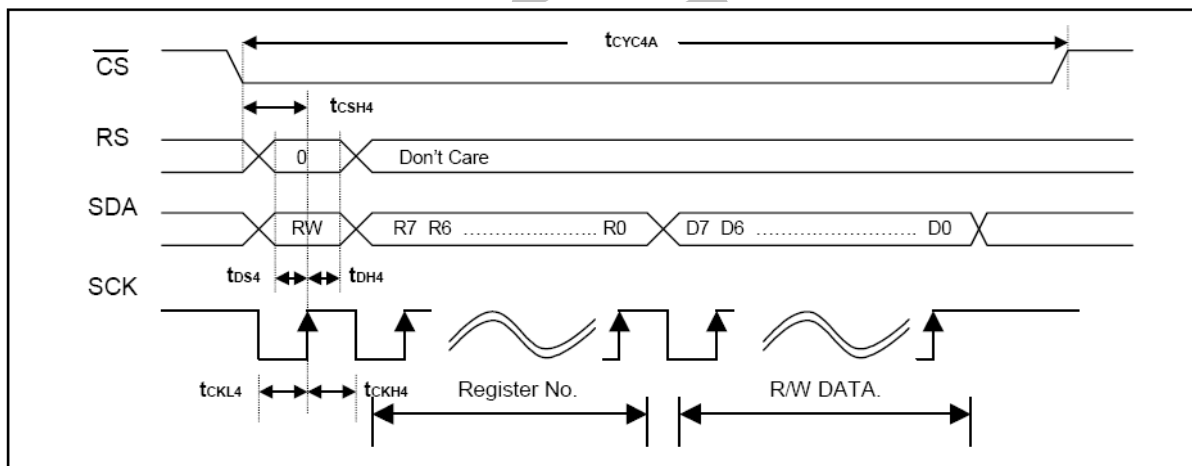 tCYC4A
CS
tCSH4
RS
0
Don't Care
SDA
RW
R7 R6 ...................... R0
D7 D6 ........................ D0
tDS4
tDH4
SCK
tCKL4
tCKH4
Register No.
R/W DATA.